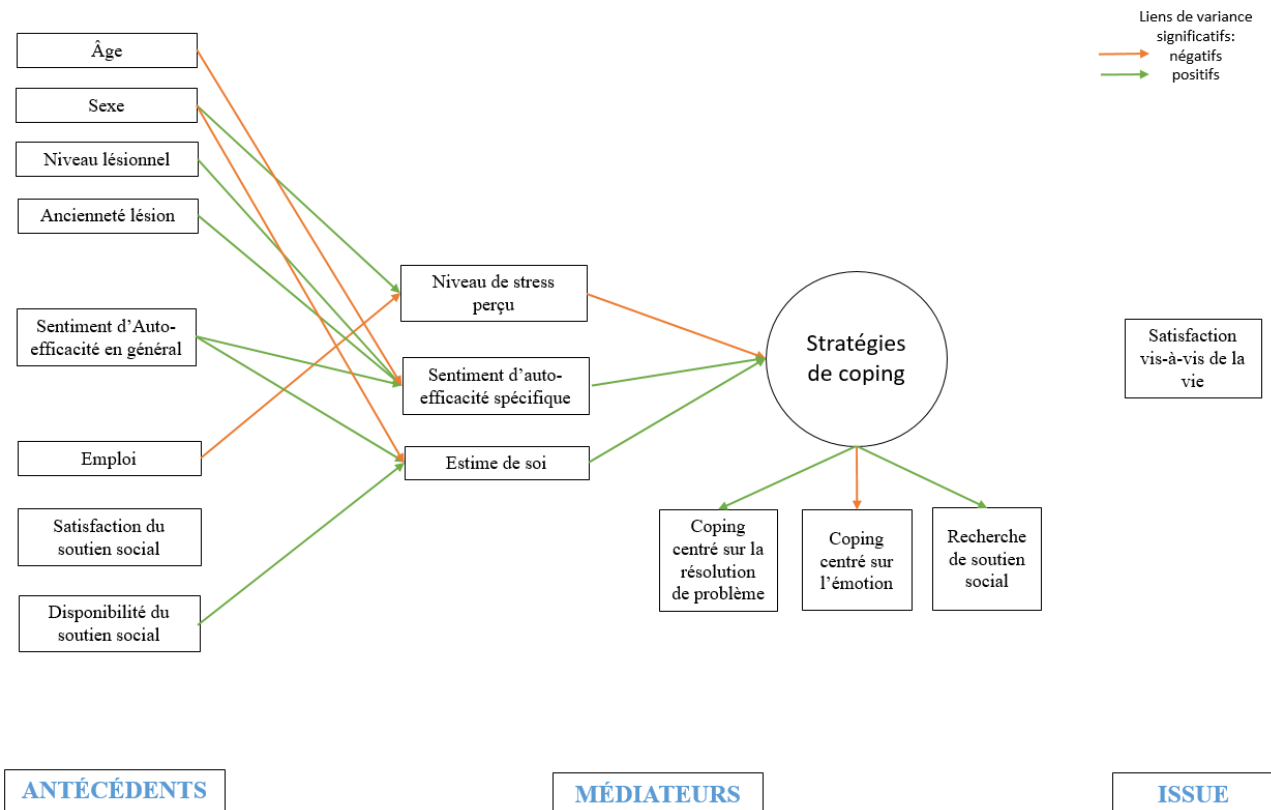 Liens de variance
significatifs:
négatifs
positifs
Âge
Sexe
Niveau lésionnel
Ancienneté lésion
Sentiment d'Auto-
efficacité en général
Emploi
Satisfaction du
soutien social
Disponibilité du
soutien social
Niveau de stress
perçu
Sentiment d'auto-
efficacité spécifique
Estime de soi
Stratégies
de coping
Coping
centré sur la
résolution
de problème
Coping
centré sur
l'émotion
Recherche
de soutien
social
Satisfaction
vis-à-vis de la
vie
ANTÉCÉDENTS
MÉDIATEURS
ISSUE